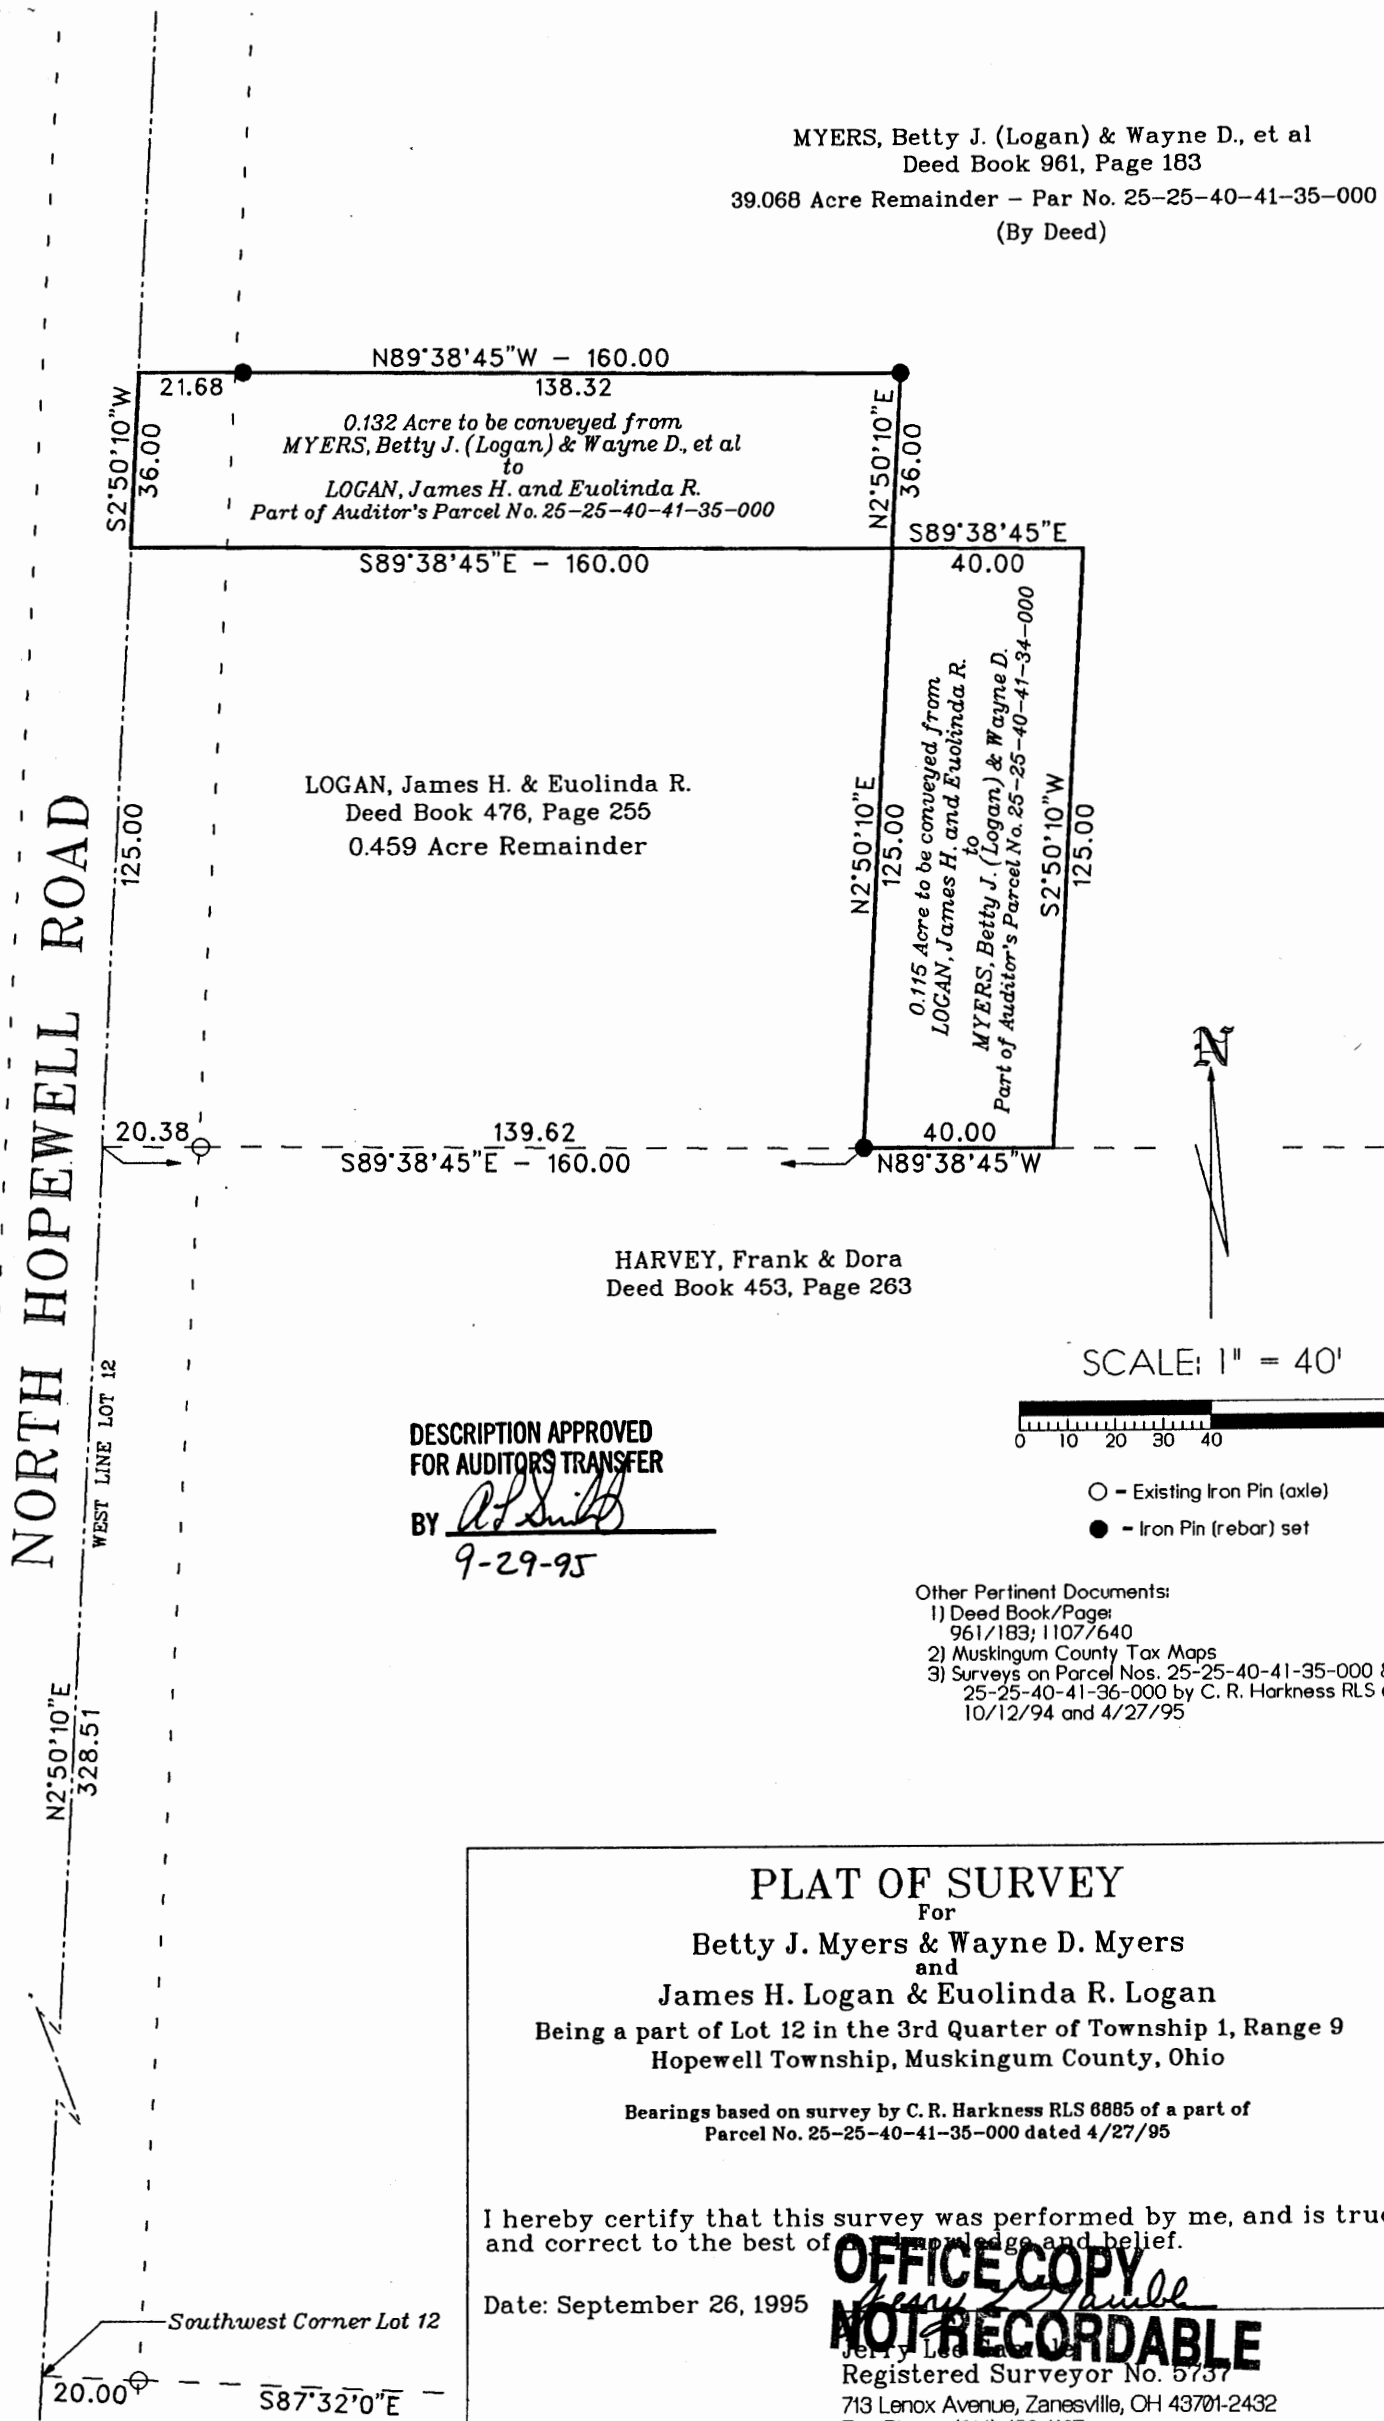 MYERS, Betty J. (Logan) & Wayne D., et al
Deed Book 961, Page 183
39.068 Acre Remainder – Par No. 25–25–40–41–35–000
(By Deed)
N89°38'45"W – 160.00
21.68
138.32
S2°50'10"W
36.00
0.132 Acre to be conveyed from
MYERS, Betty J. (Logan) & Wayne D., et al
to
LOGAN, James H. and Euolinda R.
Part of Auditor's Parcel No. 25–25–40–41–35–000
N2°50'10"E
36.00
S89°38'45"E
40.00
S89°38'45"E – 160.00
LOGAN, James H. & Euolinda R.
Deed Book 476, Page 255
0.459 Acre Remainder
125.00
N2°50'10"E
125.00
0.115 Acre to be conveyed from
LOGAN, James H. and Euolinda R.
to
MYERS, Betty J. (Logan) & Wayne D.
Part of Auditor's Parcel No. 25–25–40–41–34–000
S2°50'10"W
125.00
NORTH HOPEWELL ROAD
20.38
139.62
S89°38'45"E – 160.00
40.00
N89°38'45"W
N
HARVEY, Frank & Dora
Deed Book 453, Page 263
SCALE: 1" = 40'
0 10 20 30 40
WEST LINE LOT 12
DESCRIPTION APPROVED
FOR AUDITORS TRANSFER
BY
9-29-95
– Existing Iron Pin (axle)
– Iron Pin (rebar) set
Other Pertinent Documents:
1) Deed Book/Page:
961/183; 1107/640
2) Muskingum County Tax Maps
3) Surveys on Parcel Nos. 25-25-40-41-35-000 &
25-25-40-41-36-000 by C. R. Harkness RLS
10/12/94 and 4/27/95
N2°50'10"E
328.51
PLAT OF SURVEY
For
Betty J. Myers & Wayne D. Myers
and
James H. Logan & Euolinda R. Logan
Being a part of Lot 12 in the 3rd Quarter of Township 1, Range 9
Hopewell Township, Muskingum County, Ohio
Bearings based on survey by C. R. Harkness RLS 6885 of a part of
Parcel No. 25–25–40–41–35–000 dated 4/27/95
I hereby certify that this survey was performed by me, and is true
and correct to the best of my knowledge and belief.
OFFICE COPY
Date: September 26, 1995
NOT RECORDABLE
Jerry Lee
Registered Surveyor No. 5737
713 Lenox Avenue, Zanesville, OH 43701-2432
Southwest Corner Lot 12
20.00
S87°32'0"E